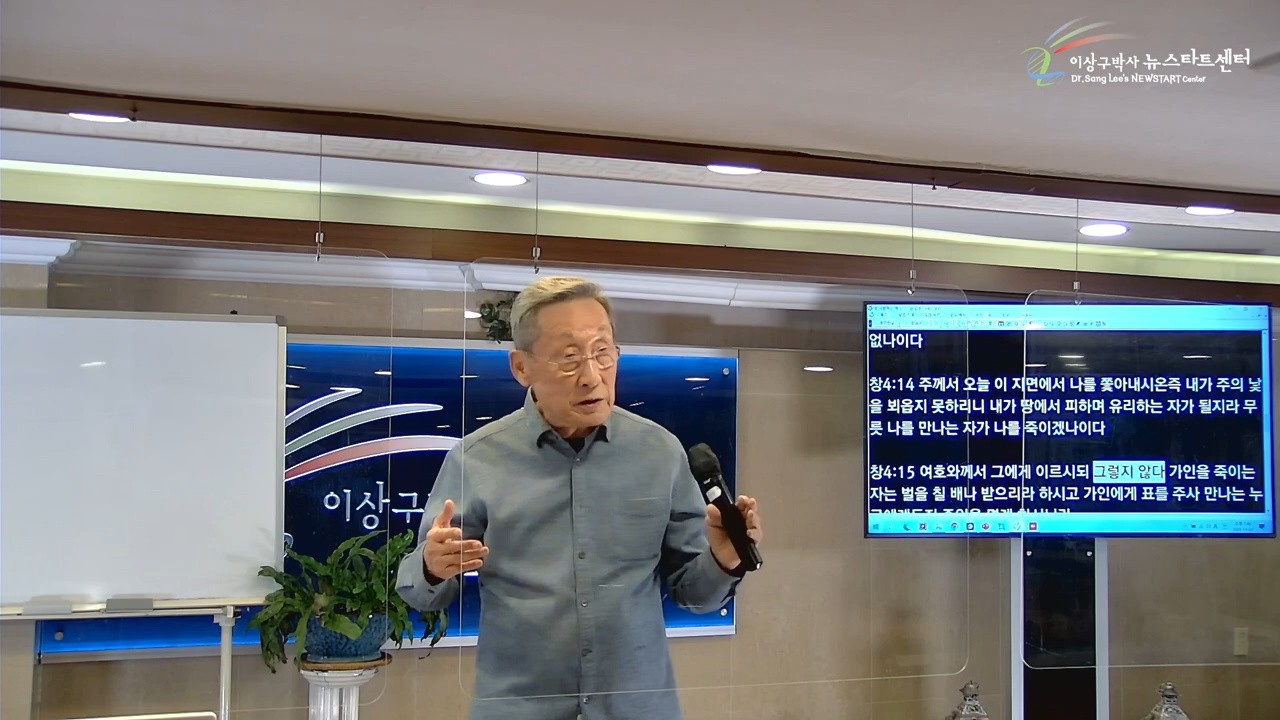 이상구박사 뉴스타트센터
Dr. Sang Lee's NEWSTART Center
없나이다
창4:14 주께서 오늘 이 지면에서 나를 쫓아내시온즉 내가 주의 낯
을 뵈옵지 못하리니 내가 땅에서 피하며 유리하는 자가 될지라 무
릇 나를 만나는 자가 나를 죽이겠나이다
창4:15 여호와께서 그에게 이르시되 그렇지 않다 가인을 죽이는
자는 벌을 칠 배나 받으리라 하시고 가인에게 표를 주사 만나는 누
이상구